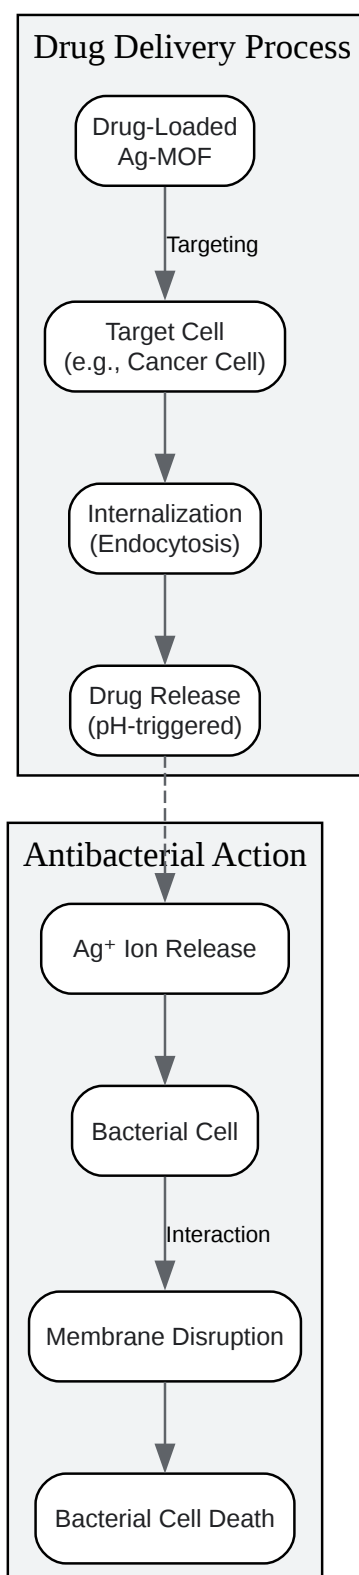 Drug Delivery Process
Drug-Loaded
Ag-MOF
Targeting
Target Cell
(e.g., Cancer Cell)
Internalization
(Endocytosis)
Drug Release
(pH-triggered)
Antibacterial Action
Ag⁺ Ion Release
Bacterial Cell
Interaction
Membrane Disruption
Bacterial Cell Death